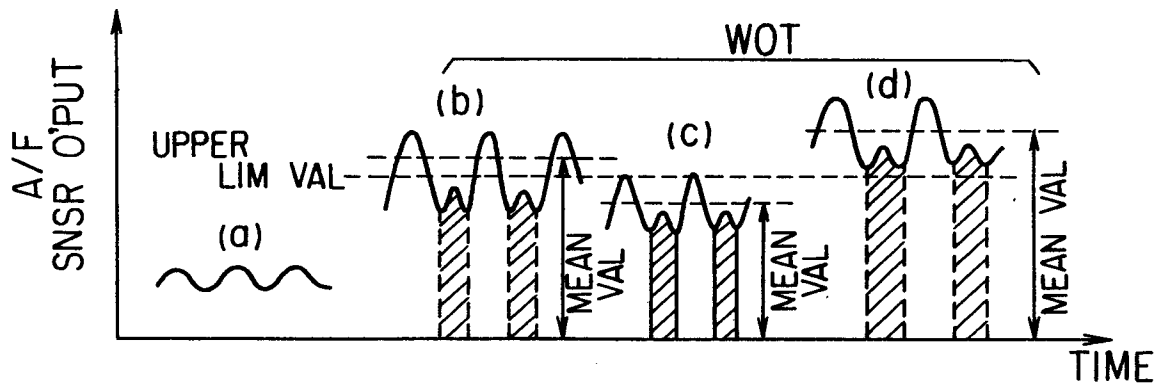 A/F
SNSR O'PUT
WOT
(a)
(b)
(c)
(d)
UPPER
LIM VAL
MEAN
VAL
MEAN
VAL
MEAN VAL
TIME